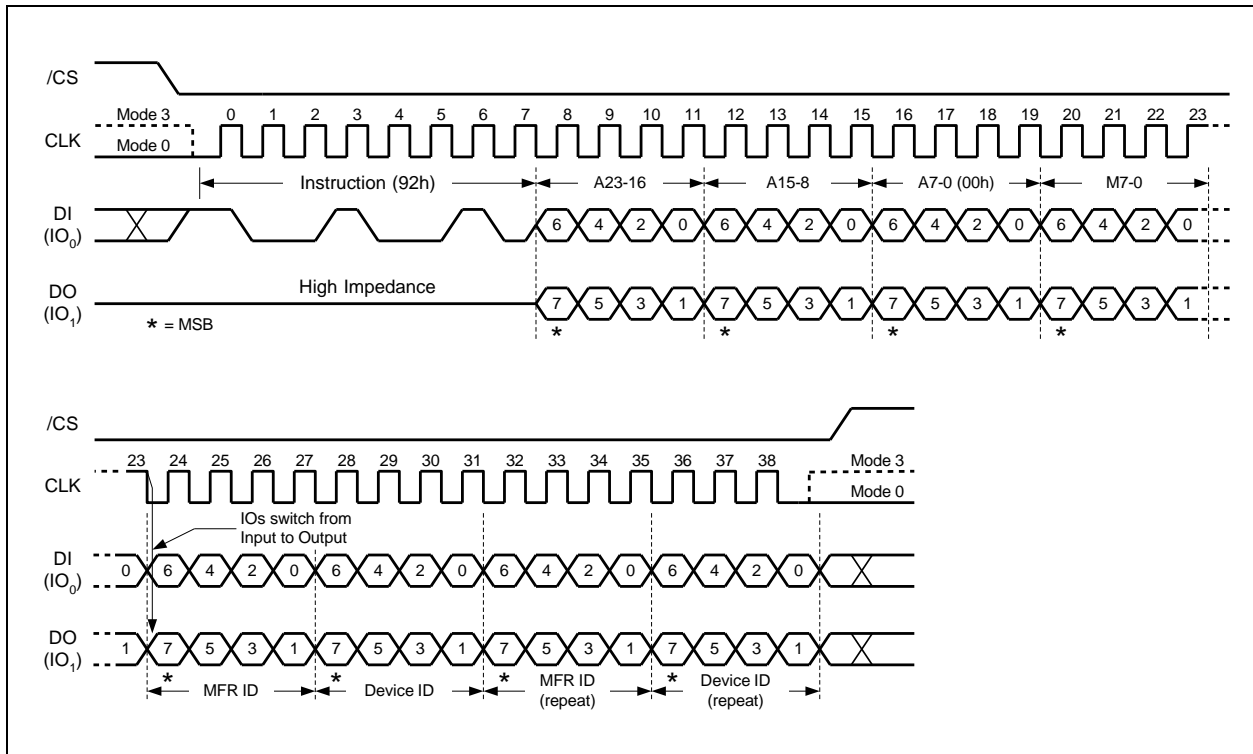 /CS
Mode 3 0 1 2 3 4 5 6 7 8 9 10 11 12 13 14 15 16 17 18 19 20 21 22 23
CLK
Mode 0
Instruction (92h) A23-16 A15-8 A7-0 (00h) M7-0
DI
(IO0) 6 4 2 0 6 4 2 0 6 4 2 0 6 4 2 0
High Impedance
DO
(IO1) 7 5 3 1 7 5 3 1 7 5 3 1 7 5 3 1
* = MSB * * * *
/CS
23 24 25 26 27 28 29 30 31 32 33 34 35 36 37 38 Mode 3
CLK
Mode 0
IOs switch from
Input to Output
DI
(IO0) 0 6 4 2 0 6 4 2 0 6 4 2 0 6 4 2 0
DO
(IO1) 1 7 5 3 1 7 5 3 1 7 5 3 1 7 5 3 1
* * * *
MFR ID Device ID MFR ID
(repeat) Device ID
(repeat)